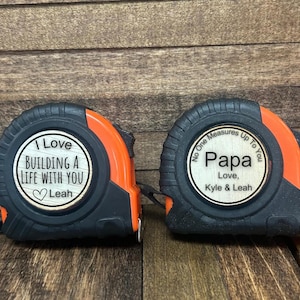 I Love
BUILDING A
LIFE WITH YOU
♡ Leah
No One Measures Up To You
Papa
Love,
Kyle & Leah